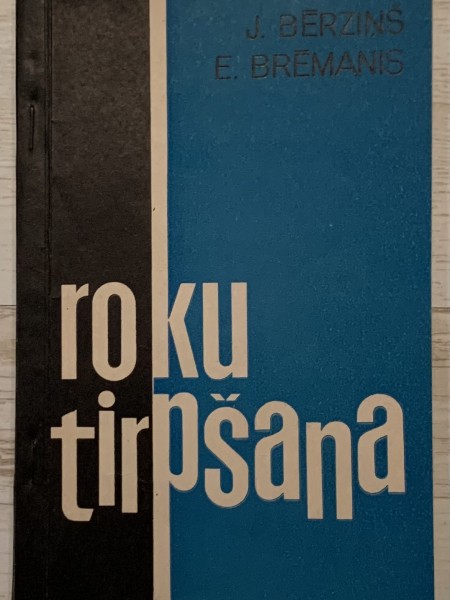 J. BĒRZIŅŠ
E. BRĒMANIS
roku
tirpšana